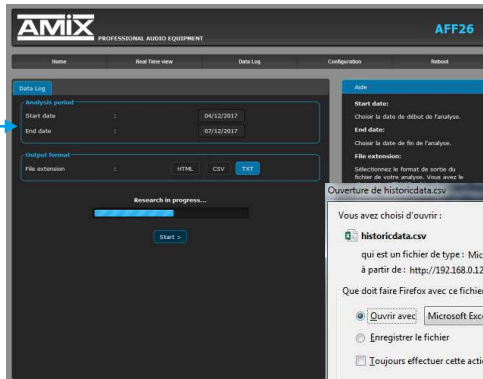 AMIX PROFESSIONAL AUDIO EQUIPMENT
AFF26
Home Real Time view Data Log Configuration Reboot
Data Log
Analysis period
Start date : 04/12/2017
End date : 07/12/2017
Output format
File extension : HTML CSV TXT
Research in progress...
Start >
Aide
Start date:
Choisir la date de début de l'analyse.
End date:
Choisir la date de fin de l'analyse.
File extension:
Sélectionnez le format de sortie du
fichier de votre analyse. Vous avez le
Ouverture de historicdata.csv
Vous avez choisi d'ouvrir :
historicdata.csv
qui est un fichier de type : Mic
à partir de : http://192.168.0.12
Que doit faire Firefox avec ce fichier
Ouvrir avec Microsoft Exc
Enregistrer le fichier
Toujours effectuer cette acti